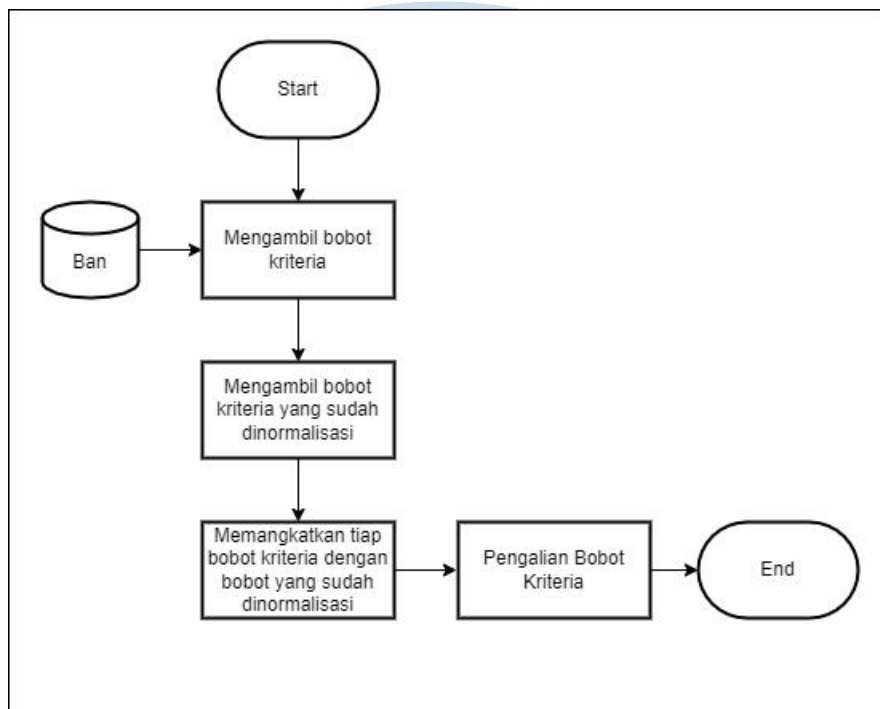 Start
Ban
Mengambil bobot
kriteria
Mengambil bobot
kriteria yang sudah
dinormalisasi
Memangkatkan tiap
bobot kriteria dengan
bobot yang sudah
dinormalisasi
Pengalian Bobot
Kriteria
End